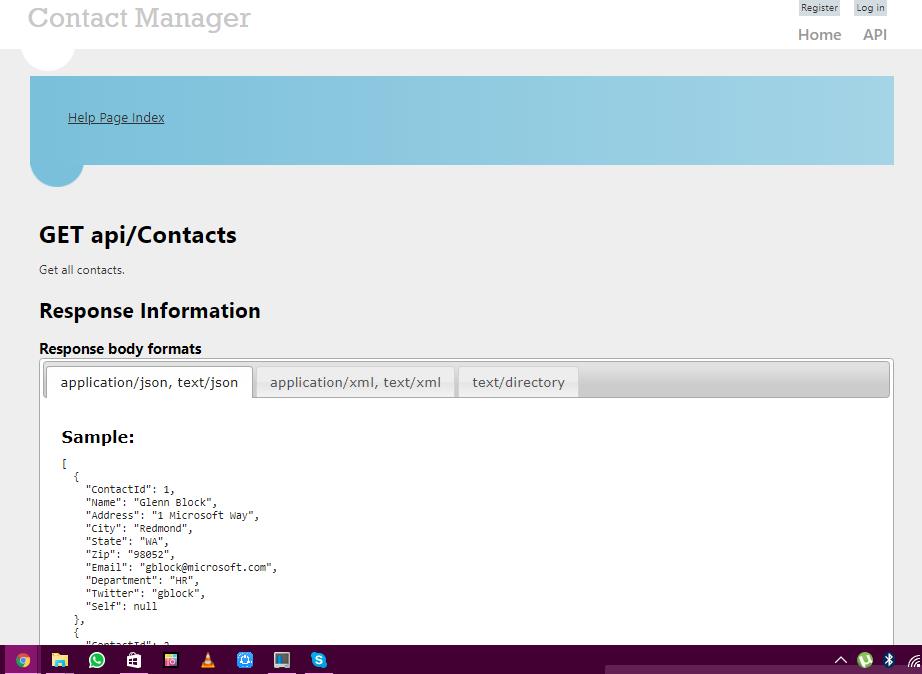 Contact Manager
Register Log in
Home API
Help Page Index
GET api/Contacts
Get all contacts.
Response Information
Response body formats
application/json, text/json application/xml, text/xml text/directory
Sample:
[
{
"ContactId": 1,
"Name": "Glenn Block",
"Address": "1 Microsoft Way",
"City": "Redmond",
"State": "WA",
"Zip": "98052",
"Email": "gblock@microsoft.com",
"Department": "HR",
"Twitter": "gblock",
"Self": null
},
{
"ContactId": 2,